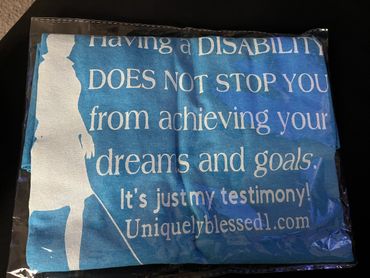 Having a DISABILITY
DOES NOT STOP YOU
from achieving your
dreams and goals.
It's just my testimony!
Uniquelyblessed1.com